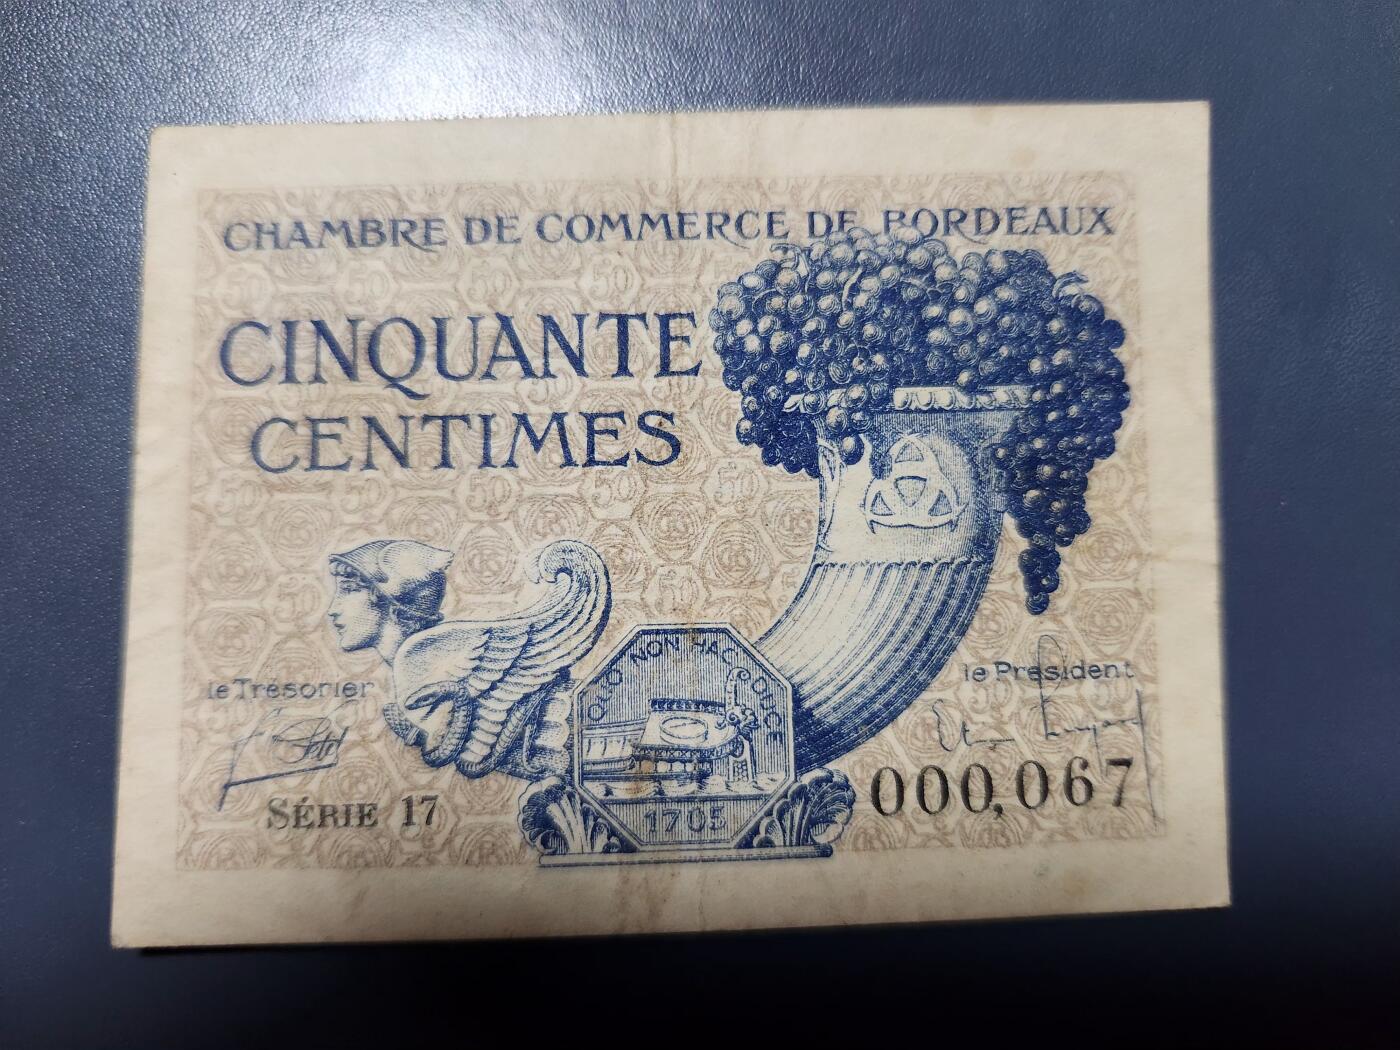 CHAMBRE DE COMMERCE DE BORDEAUX
CINQUANTE
CENTIMES
le Trésorier
le Président
SÉRIE 17
1705
000,067